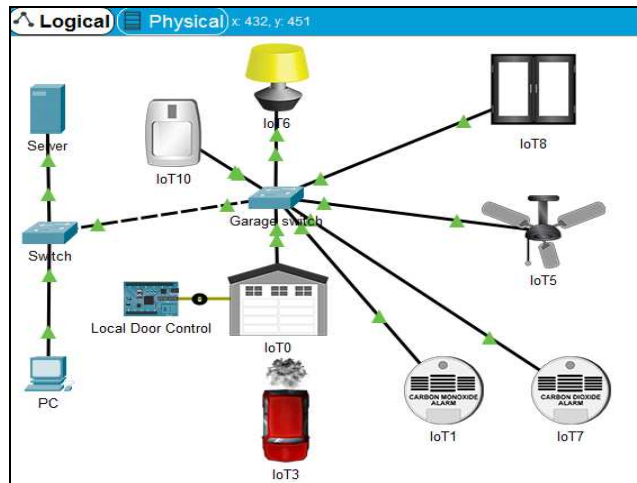 Logical
Physical x: 432, y: 451
IoT6
Server
IoT10
IoT8
Garage switch
Switch
IoT5
Local Door Control
IoT0
PC
CARBON MONOXIDE
ALARM
CARBON DIOXIDE
ALARM
IoT1
IoT7
IoT3